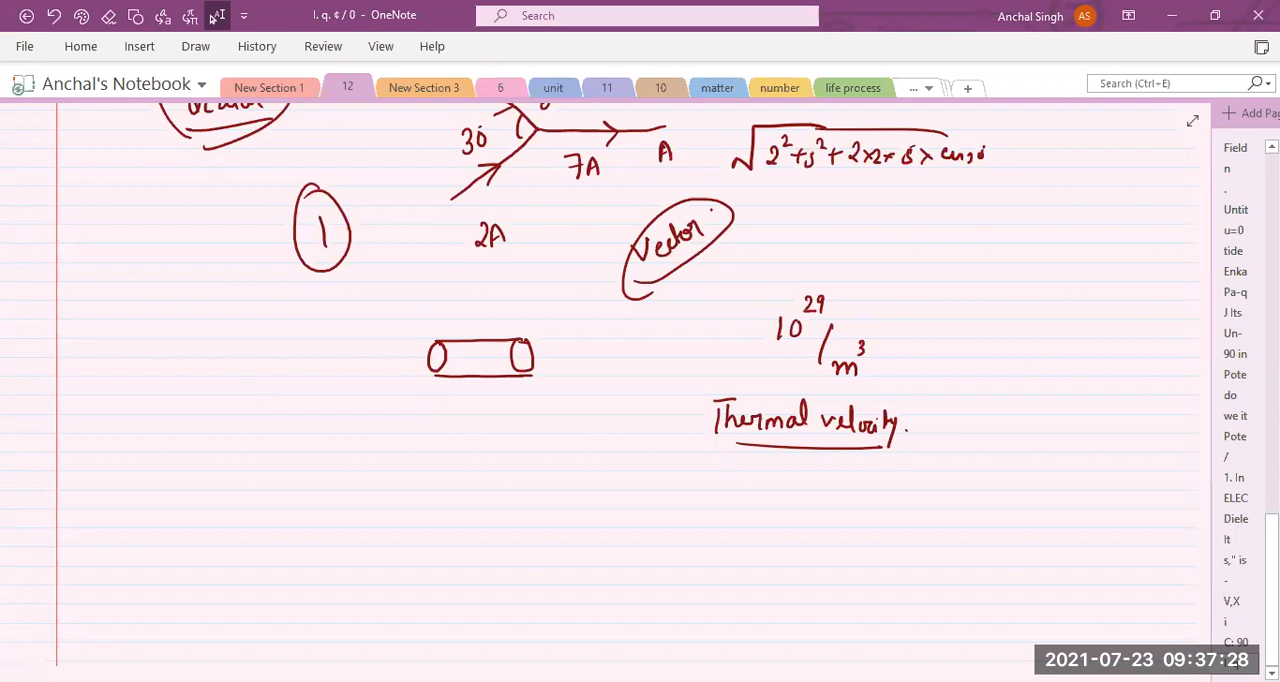 I. q. ¢ / 0 - OneNote
Search
Anchal Singh AS
File Home Insert Draw History Review View Help
Anchal's Notebook New Section 1 12 New Section 3 6 unit 11 10 matter number life process ... + Search (Ctrl+E)
Add Pag
Field
n
.
Untit
u=0
tide
Enka
Pa-q
J Its
Un-
90 in
Pote
do
we it
Pote
/
1. In
ELEC
Diele
It
s," is
-
V,X
i
C: 90
30
7A
A
√2²+5²+2×2×5×cos30
1
2A
Vector
10²⁹/m³
Thermal velocity.
2021-07-23 09:37:28